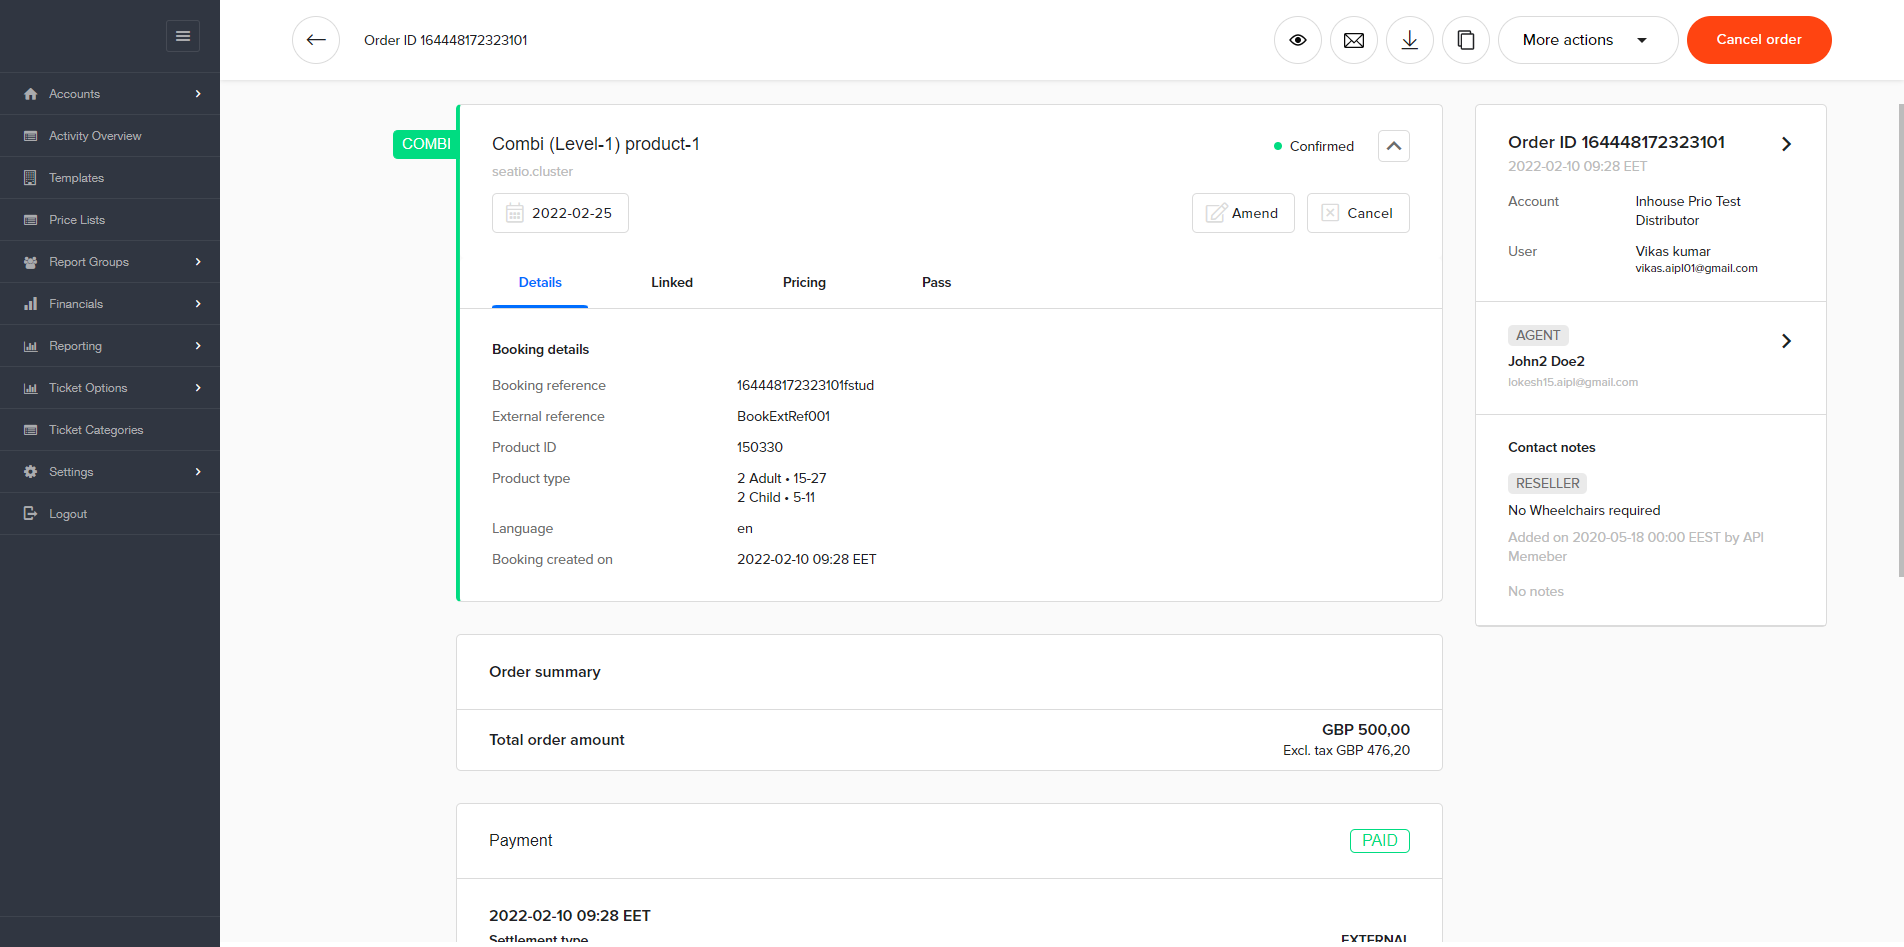 Order ID 164448172323101
More actions
Cancel order
Accounts
Activity Overview
Templates
Price Lists
Report Groups
Financials
Reporting
Ticket Options
Ticket Categories
Settings
Logout
COMBI
Combi (Level-1) product-1
Confirmed
seatio.cluster
2022-02-25
Amend
Cancel
Details
Linked
Pricing
Pass
Booking details
Booking reference
164448172323101fstud
External reference
BookExtRef001
Product ID
150330
Product type
2 Adult • 15-27
2 Child • 5-11
Language
en
Booking created on
2022-02-10 09:28 EET
Order summary
Total order amount
GBP 500,00
Excl. tax GBP 476,20
Payment
PAID
2022-02-10 09:28 EET
Settlement type
EXTERNAL
Order ID 164448172323101
2022-02-10 09:28 EET
Account
Inhouse Prio Test
Distributor
User
Vikas kumar
vikas.aipl01@gmail.com
AGENT
John2 Doe2
lokesh15.aipl@gmail.com
Contact notes
RESELLER
No Wheelchairs required
Added on 2020-05-18 00:00 EEST by API
Memeber
No notes